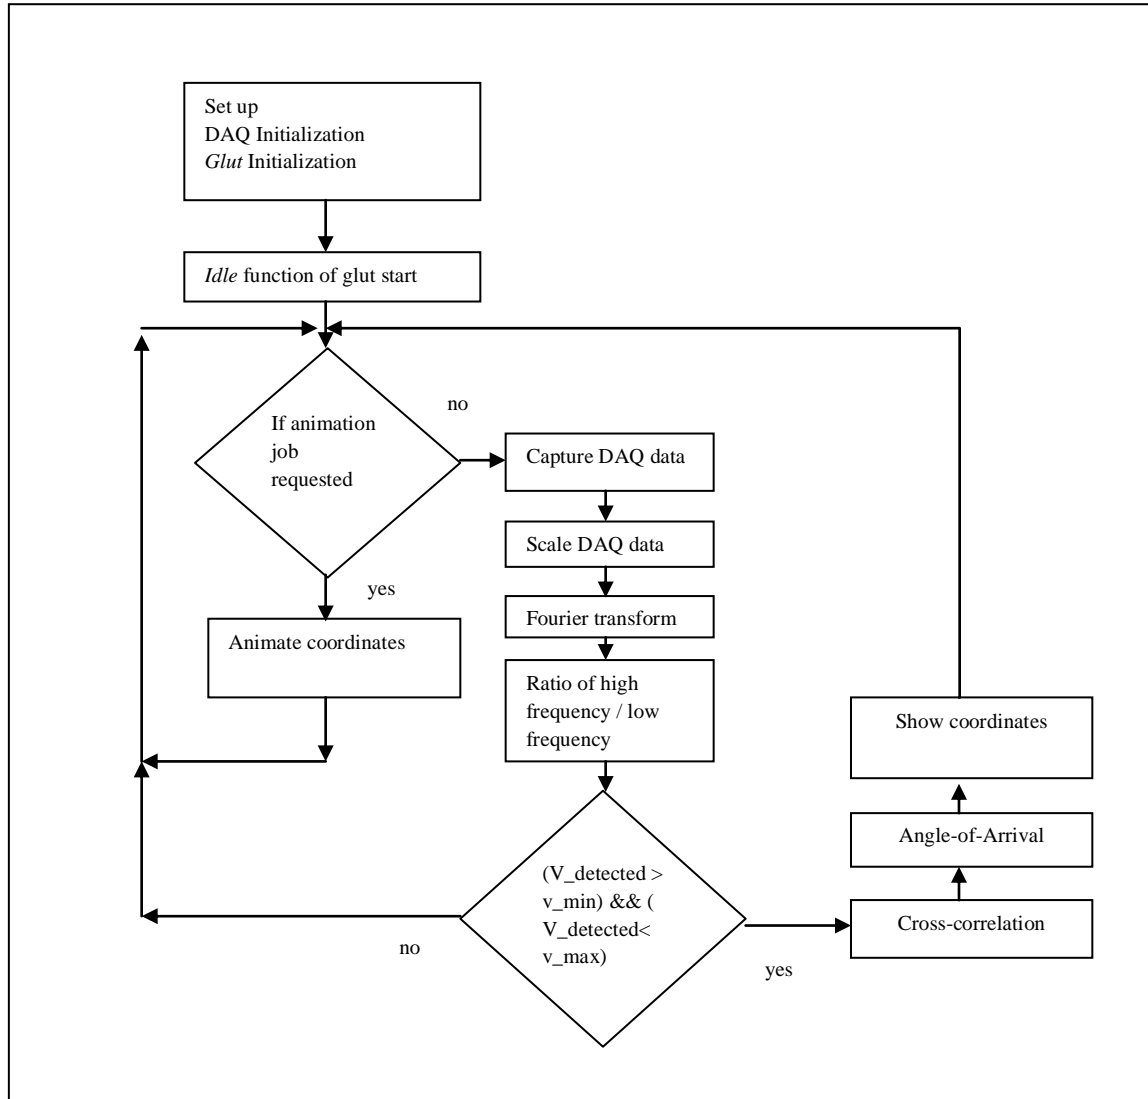 Set up
DAQ Initialization
Glut Initialization
Idle function of glut start
If animation
job
requested
no
Capture DAQ data
Scale DAQ data
yes
Fourier transform
Animate coordinates
Ratio of high
frequency / low
frequency
Show coordinates
Angle-of-Arrival
(V_detected >
v_min) && (
V_detected<
v_max)
Cross-correlation
no
yes